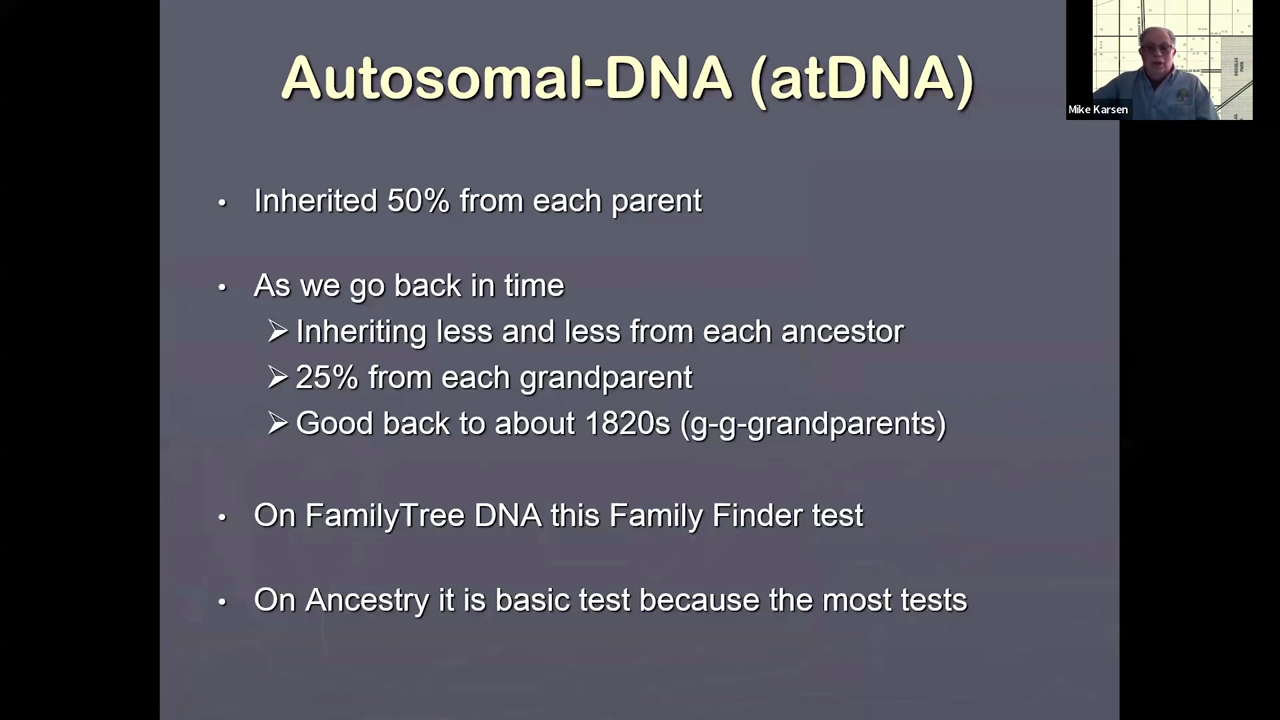 Autosomal-DNA (atDNA)
Mike Karsen
• Inherited 50% from each parent
• As we go back in time
➢ Inheriting less and less from each ancestor
➢ 25% from each grandparent
➢ Good back to about 1820s (g-g-grandparents)
• On FamilyTree DNA this Family Finder test
• On Ancestry it is basic test because the most tests